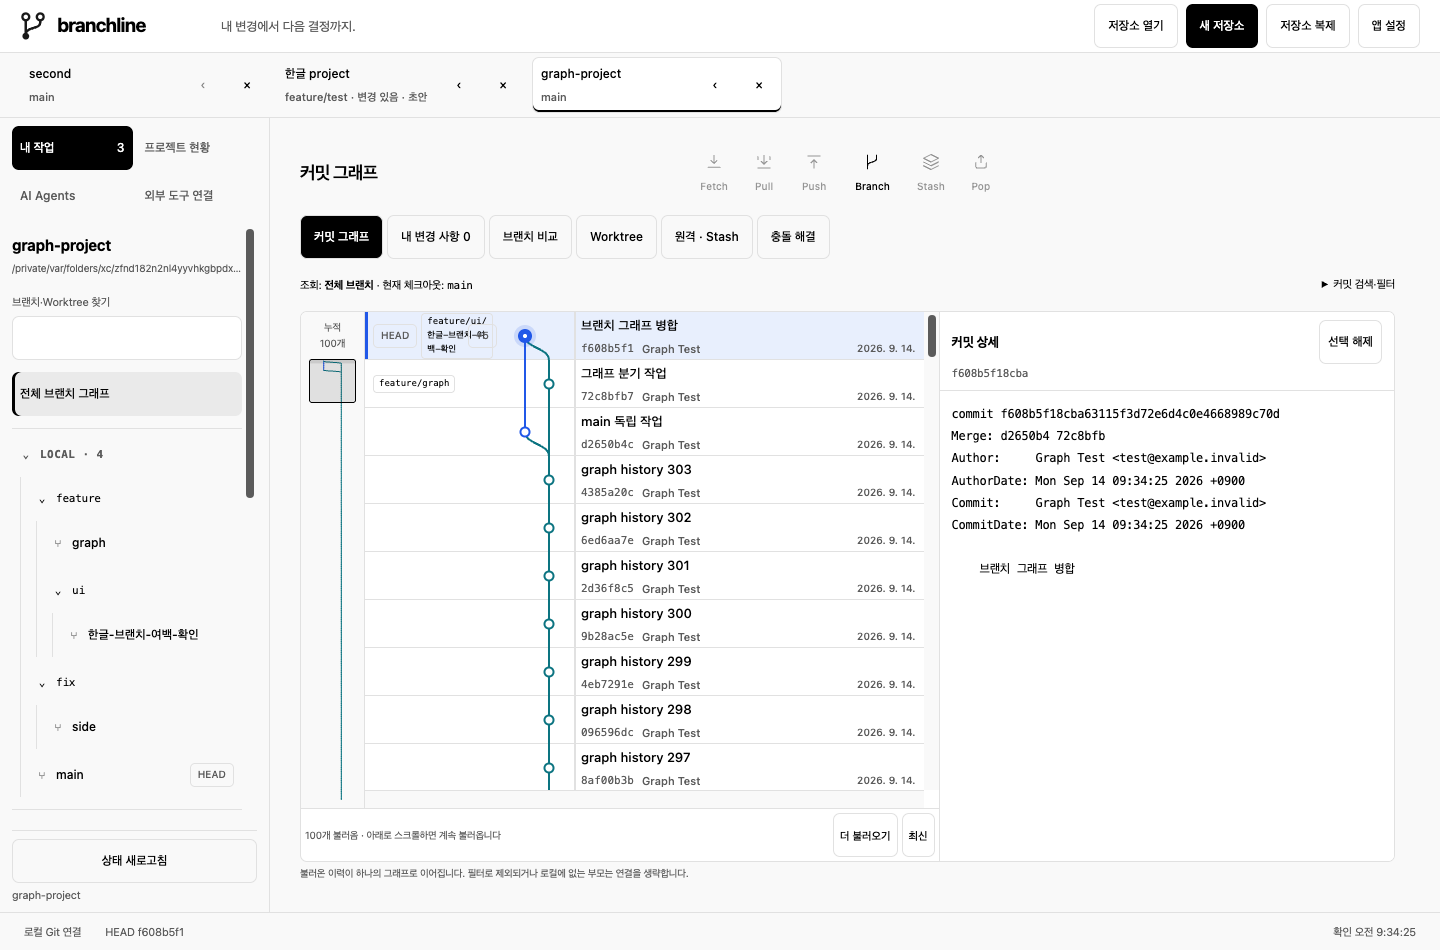 branchline
내 변경에서 다음 결정까지.
저장소 열기
새 저장소
저장소 복제
앱 설정
second
main
한글 project
feature/test · 변경 있음 · 초안
graph-project
main
내 작업 3
프로젝트 현황
AI Agents
외부 도구 연결
graph-project
/private/var/folders/xc/zfnd182n2nl4yyvhkgbpdx...
브랜치·Worktree 찾기
전체 브랜치 그래프
LOCAL · 4
feature
graph
ui
한글-브랜치-여백-확인
fix
side
main HEAD
상태 새로고침
graph-project
커밋 그래프
Fetch
Pull
Push
Branch
Stash
Pop
커밋 그래프
내 변경 사항 0
브랜치 비교
Worktree
원격 · Stash
충돌 해결
조회: 전체 브랜치 · 현재 체크아웃: main
▶ 커밋 검색·필터
누적
100개
HEAD
feature/ui/
한글-브랜치-여
백-확인
브랜치 그래프 병합
f608b5f1 Graph Test 2026. 9. 14.
feature/graph
그래프 분기 작업
72c8bfb7 Graph Test 2026. 9. 14.
main 독립 작업
d2650b4c Graph Test 2026. 9. 14.
graph history 303
4385a20c Graph Test 2026. 9. 14.
graph history 302
6ed6aa7e Graph Test 2026. 9. 14.
graph history 301
2d36f8c5 Graph Test 2026. 9. 14.
graph history 300
9b28ac5e Graph Test 2026. 9. 14.
graph history 299
4eb7291e Graph Test 2026. 9. 14.
graph history 298
096596dc Graph Test 2026. 9. 14.
graph history 297
8af00b3b Graph Test 2026. 9. 14.
100개 불러옴 · 아래로 스크롤하면 계속 불러옵니다
더 불러오기
최신
커밋 상세
f608b5f18cba
선택 해제
commit f608b5f18cba63115f3d72e6d4c0e4668989c70d
Merge: d2650b4 72c8bfb
Author: Graph Test <test@example.invalid>
AuthorDate: Mon Sep 14 09:34:25 2026 +0900
Commit: Graph Test <test@example.invalid>
CommitDate: Mon Sep 14 09:34:25 2026 +0900
브랜치 그래프 병합
불러온 이력이 하나의 그래프로 이어집니다. 필터로 제외되거나 로컬에 없는 부모는 연결을 생략합니다.
로컬 Git 연결
HEAD f608b5f1
확인 오전 9:34:25